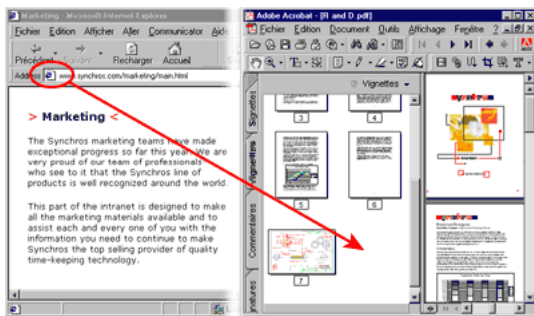 Marketing - Microsoft Internet Explorer
Fichier Edition Afficher Aller Communicator Aide
Précédent Recharger Accueil
Address www.synchros.com/marketing/main.html
> Marketing <
The Synchros marketing teams have made
exceptional progress so far this year. We are
very proud of our team of professionals
who see to it that the Synchros line of
products is well recognized around the world.
This part of the intranet is designed to make
all the marketing materials available and to
assist each and every one of you with the
information you need to continue to make
Synchros the top selling provider of quality
time-keeping technology.
Adobe Acrobat - [R and D.pdf]
Fichier Edition Document Outils Affichage Fenêtre ?
Vignettes
Signettes
Vignettes
Commentaires
natures
3
4
5
6
7
synchros